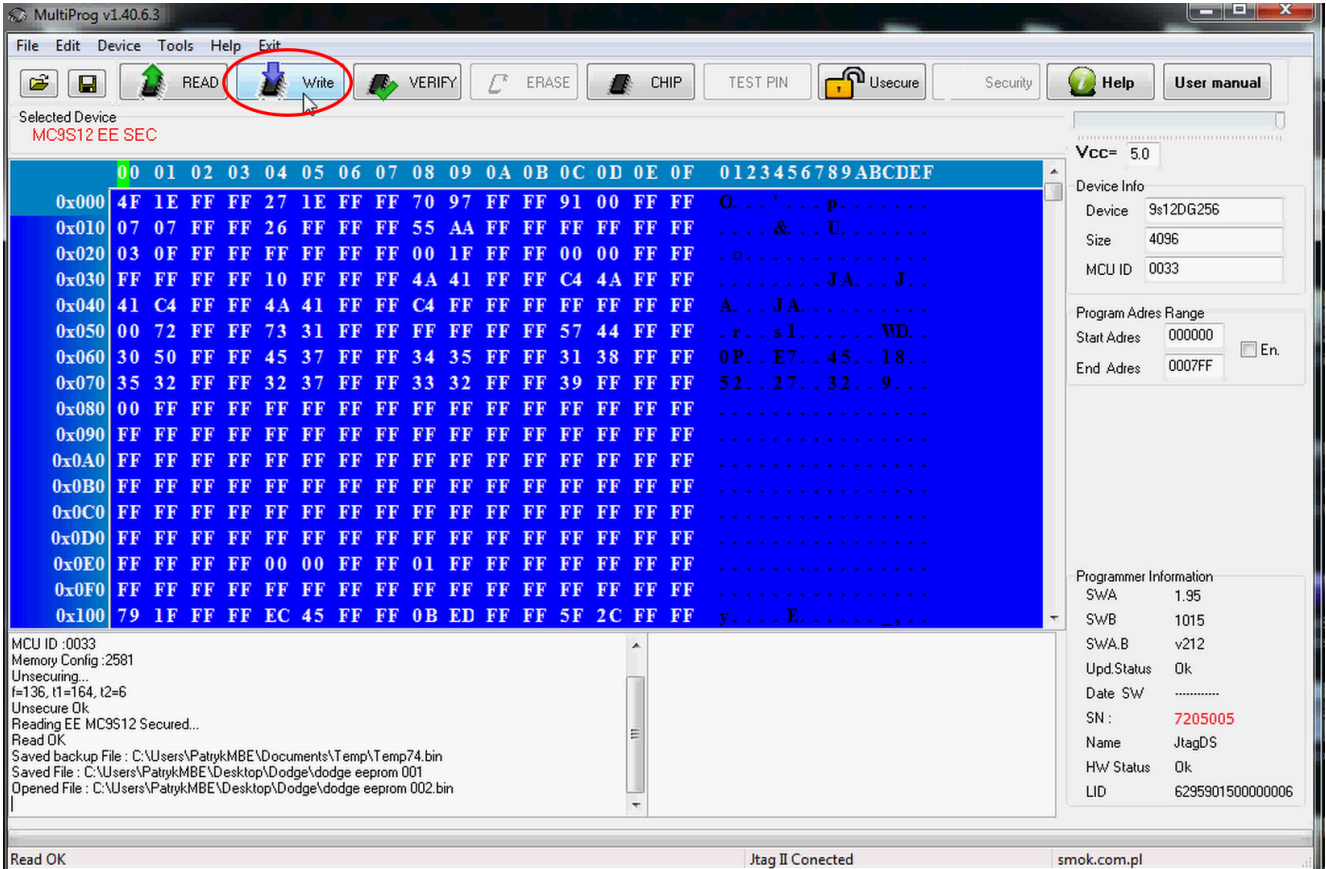 MultiProg v1.40.6.3
File Edit Device Tools Help Exit
READ Write VERIFY ERASE CHIP TEST PIN Usecure Security Help User manual
Selected Device
MC9S12 EE SEC
Vcc= 5.0
00 01 02 03 04 05 06 07 08 09 0A 0B 0C 0D 0E 0F 0123456789ABCDEF
0x000 4F 1E FF FF 27 1E FF FF 70 97 FF FF 91 00 FF FF O...'...p.......
0x010 07 07 FF FF 26 FF FF FF 55 AA FF FF FF FF FF FF ....&...U.......
0x020 03 0F FF FF FF FF FF FF 00 1F FF FF 00 00 FF FF
0x030 FF FF FF FF 10 FF FF FF 4A 41 FF FF C4 4A FF FF ........JA...J..
0x040 41 C4 FF FF 4A 41 FF FF C4 FF FF FF FF FF FF FF A...JA..........
0x050 00 72 FF FF 73 31 FF FF FF FF FF FF 57 44 FF FF .r..s1......WD..
0x060 30 50 FF FF 45 37 FF FF 34 35 FF FF 31 38 FF FF 0P..E7..45..18..
0x070 35 32 FF FF 32 37 FF FF 33 32 FF FF 39 FF FF FF 52..27..32..9...
0x080 00 FF FF FF FF FF FF FF FF FF FF FF FF FF FF FF ................
0x090 FF FF FF FF FF FF FF FF FF FF FF FF FF FF FF FF ................
0x0A0 FF FF FF FF FF FF FF FF FF FF FF FF FF FF FF FF ................
0x0B0 FF FF FF FF FF FF FF FF FF FF FF FF FF FF FF FF ................
0x0C0 FF FF FF FF FF FF FF FF FF FF FF FF FF FF FF FF ................
0x0D0 FF FF FF FF FF FF FF FF FF FF FF FF FF FF FF FF ................
0x0E0 FF FF FF FF 00 00 FF FF 01 FF FF FF FF FF FF FF ................
0x0F0 FF FF FF FF FF FF FF FF FF FF FF FF FF FF FF FF ................
0x100 79 1F FF FF EC 45 FF FF 0B ED FF FF 5F 2C FF FF y....E......_,..
Device Info
Device 9s12DG256
Size 4096
MCU ID 0033
Program Adres Range
Start Adres 000000
En.
End Adres 0007FF
Programmer Information
SWA 1.95
SWB 1015
SWA.B v212
Upd.Status Ok
Date SW -----------
SN : 7205005
Name JtagDS
HW Status Ok
LID 6295901500000006
MCU ID :0033
Memory Config :2581
Unsecuring...
f=136, t1=164, t2=6
Unsecure Ok
Reading EE MC9S12 Secured...
Read OK
Saved backup File : C:\Users\PatrykMBE\Documents\Temp\Temp74.bin
Saved File : C:\Users\PatrykMBE\Desktop\Dodge\dodge eeprom 001
Opened File : C:\Users\PatrykMBE\Desktop\Dodge\dodge eeprom 002.bin
Read OK Jtag II Conected smok.com.pl